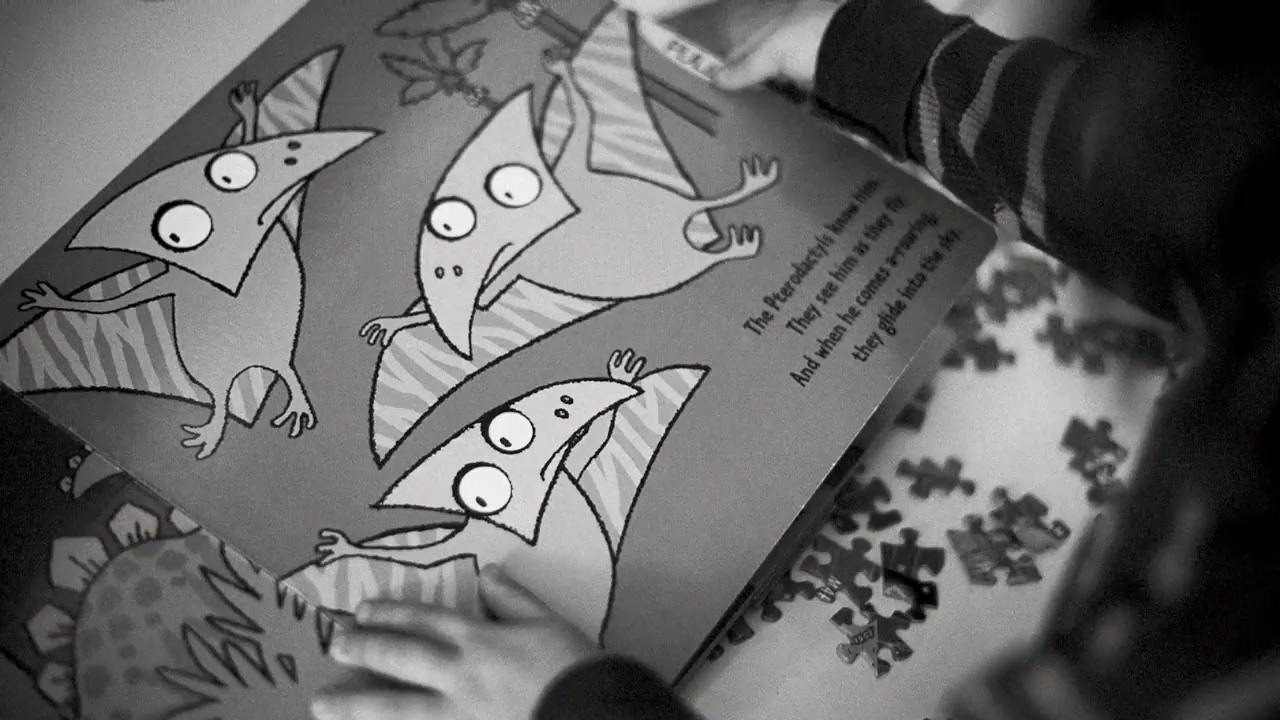 The Pterodactyls know him.
They see him as they fly.
And when he comes a-roaring,
they glide into the sky.